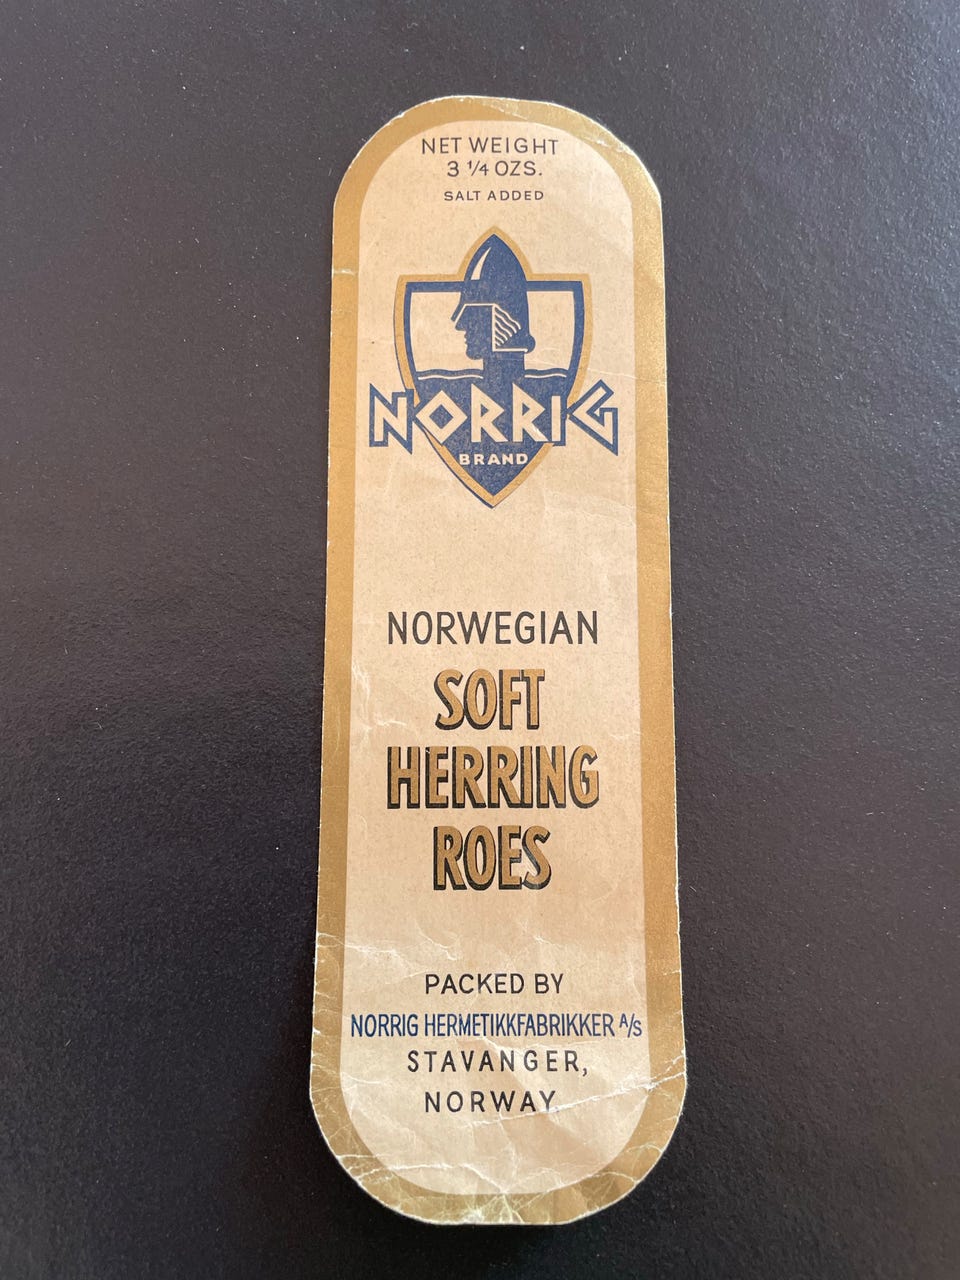 NET WEIGHT
3 1/4 OZS.
SALT ADDED
NORRIG
BRAND
NORWEGIAN
SOFT
HERRING
ROES
PACKED BY
NORRIG HERMETIKKFABRIKKER A/S
STAVANGER,
NORWAY